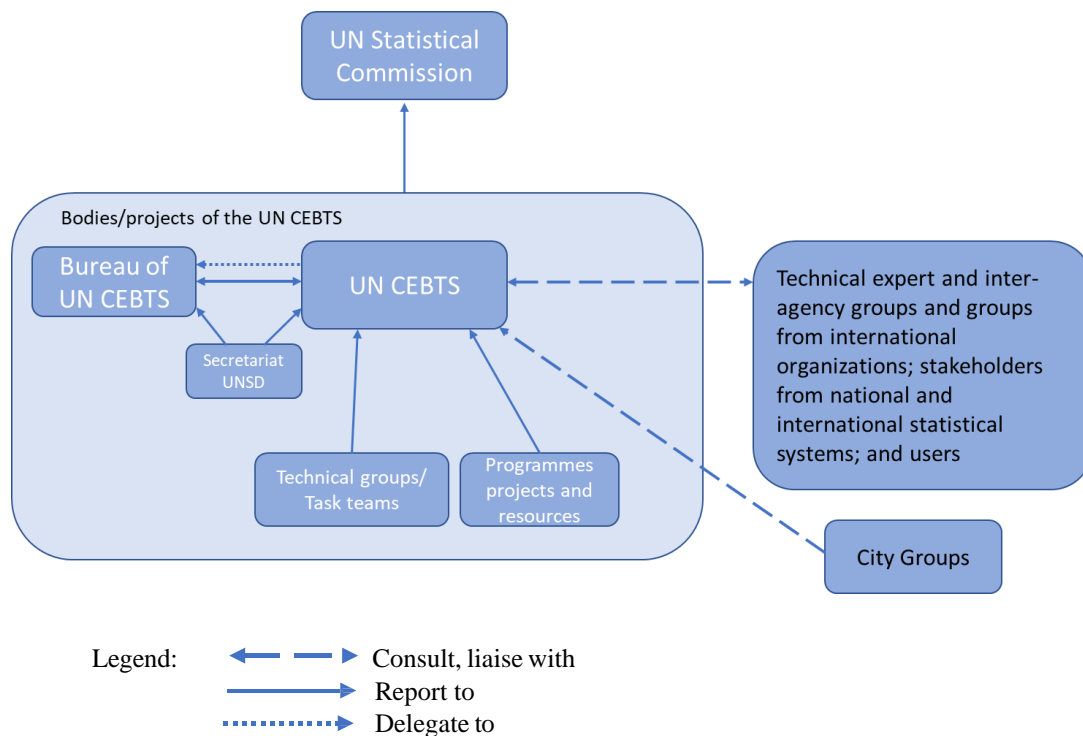 UN Statistical
Commission
Bodies/projects of the UN CEBTS
Bureau of
UN CEBTS
UN CEBTS
Secretariat
UNSD
Technical groups/
Task teams
Programmes
projects and
resources
Technical expert and inter-
agency groups and groups
from international
organizations; stakeholders
from national and
international statistical
systems; and users
City Groups
Legend:
Consult, liaise with
Report to
Delegate to